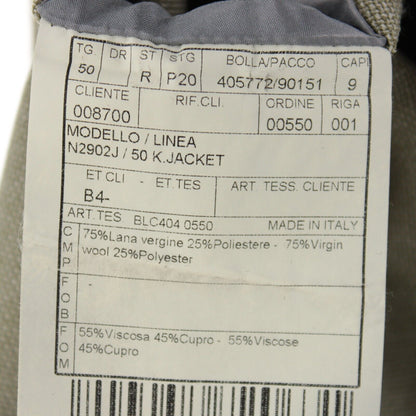 TG DR ST STG BOLLA/PACCO CAPI
50 R P20 405772/90151 9
CLIENTE RIF.CLI. ORDINE RIGA
008700 00550 001
MODELLO / LINEA
N2902J / 50 K.JACKET
ET CLI - ET.TES ART. TESS. CLIENTE
B4-
ART.TES BLC404 0550 MADE IN ITALY
CMP
75%Lana vergine 25%Poliestere - 75%Virgin
wool 25%Polyester
FOB
FOM
55%Viscosa 45%Cupro - 55%Viscose
45%Cupro